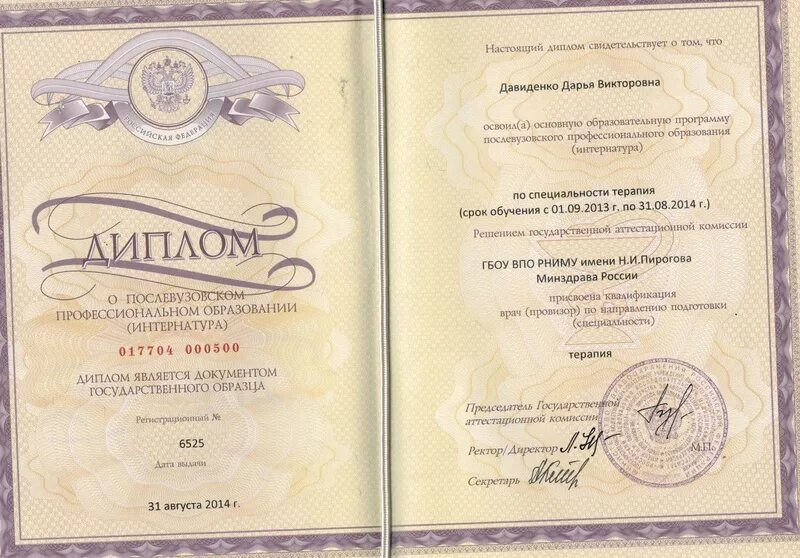 РОССИЙСКАЯ ФЕДЕРАЦИЯ
ДИПЛОМ
О ПОСЛЕВУЗОВСКОМ
ПРОФЕССИОНАЛЬНОМ ОБРАЗОВАНИИ
(ИНТЕРНАТУРА)
017704 000500
ДИПЛОМ ЯВЛЯЕТСЯ ДОКУМЕНТОМ
ГОСУДАРСТВЕННОГО ОБРАЗЦА
Регистрационный №
6525
Дата выдачи
31 августа 2014 г.
Настоящий диплом свидетельствует о том, что
Давиденко Дарья Викторовна
освоил(а) основную образовательную программу
послевузовского профессионального образования
(интернатура)
по специальности терапия
(срок обучения с 01.09.2013 г. по 31.08.2014 г.)
Решением государственной аттестационной комиссии
ГБОУ ВПО РНИМУ имени Н.И.Пирогова
Минздрава России
присвоена квалификация
врач (провизор) по направлению подготовки
(специальности)
терапия
Председатель Государственной
аттестационной комиссии
Ректор/Директор
М.П.
Секретарь